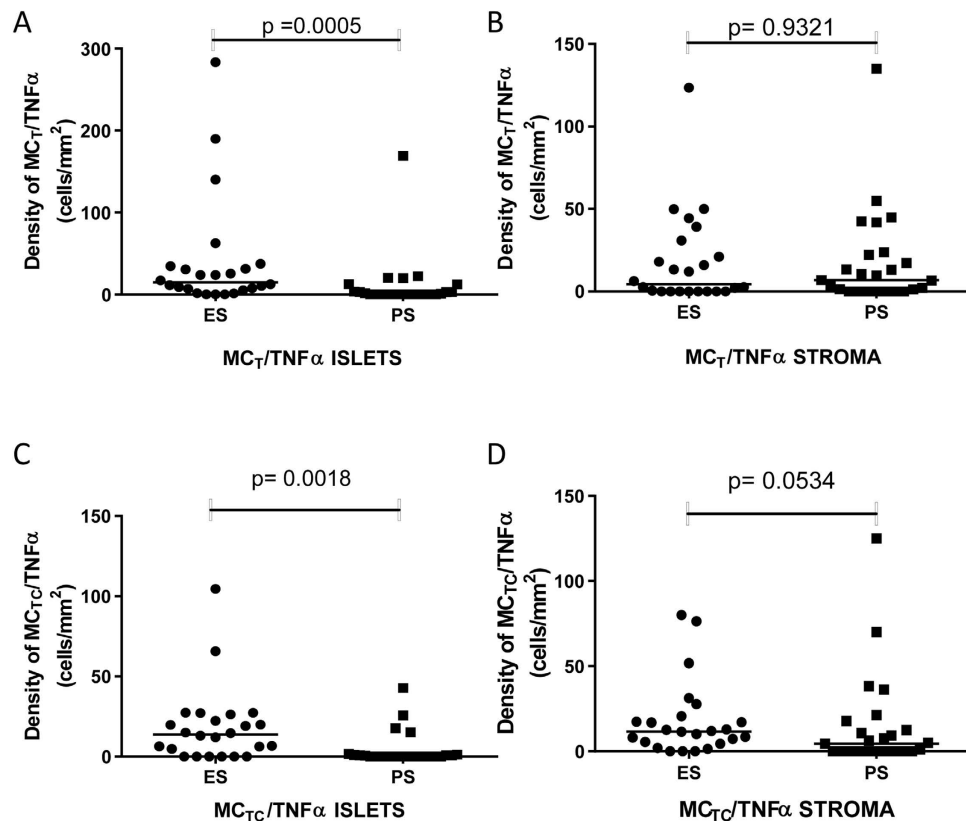 A
p =0.0005
300
200
100
0
Density of MCT/TNFα
(cells/mm2)
ES
PS
MCT/TNFα ISLETS
B
p= 0.9321
150
100
50
0
Density of MCT/TNFα
(cells/mm2)
ES
PS
MCT/TNFα STROMA
C
p= 0.0018
150
100
50
0
Density of MCTC/TNFα
(cells/mm2)
ES
PS
MCTC/TNFα ISLETS
D
p= 0.0534
150
100
50
0
Density of MCTC/TNFα
(cells/mm2)
ES
PS
MCTC/TNFα STROMA